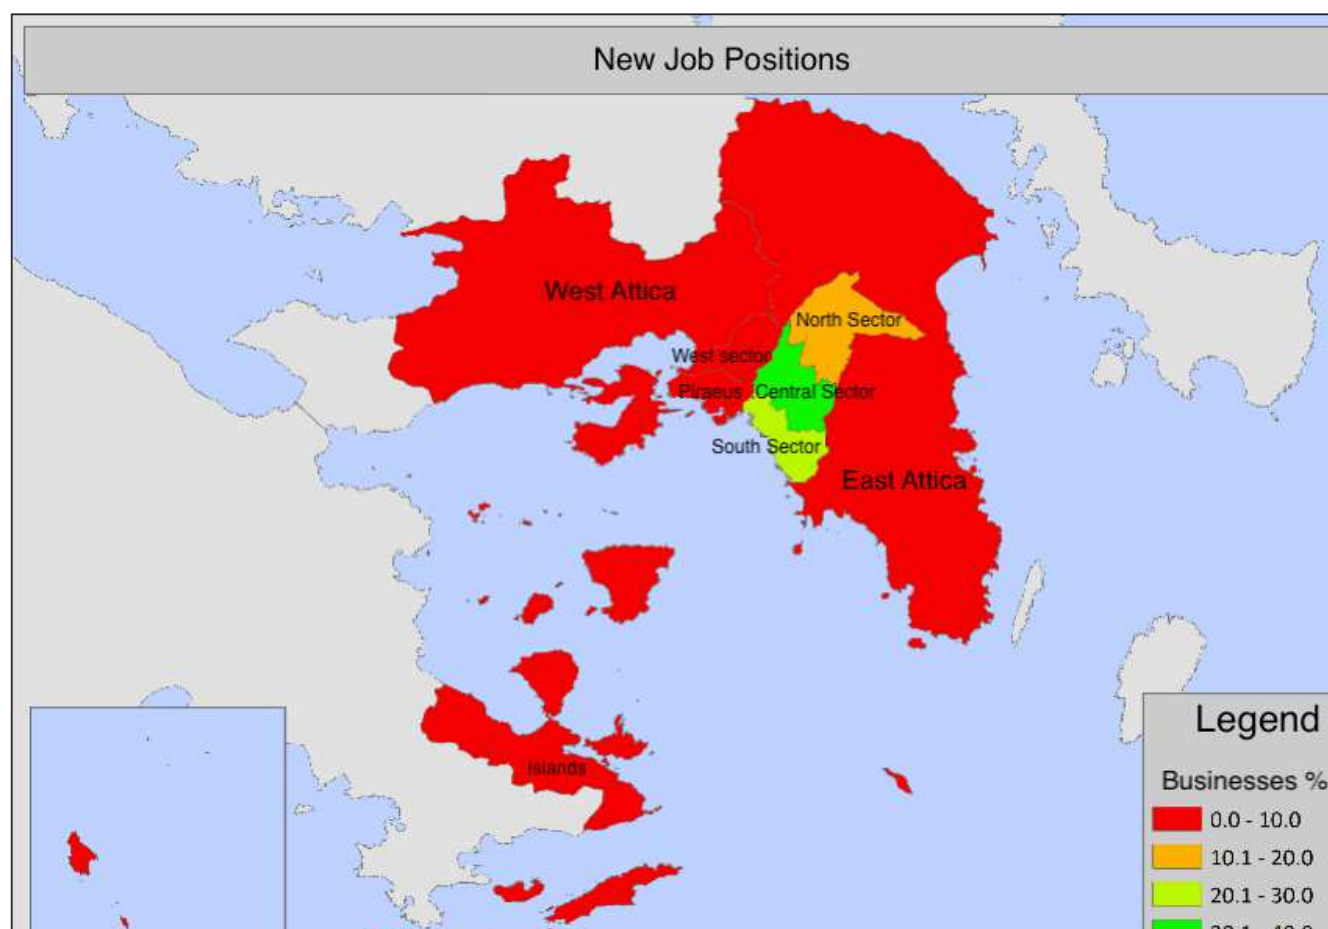 New Job Positions
West Attica
North Sector
West sector
Piraeus
Central Sector
South Sector
East Attica
Islands
Legend
Businesses %
0.0 - 10.0
10.1 - 20.0
20.1 - 30.0